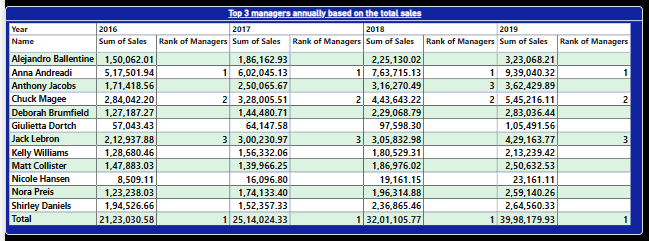 Top 3 managers annually based on the total sales
Year 2016 2017 2018 2019
Name Sum of Sales Rank of Managers Sum of Sales Rank of Managers Sum of Sales Rank of Managers Sum of Sales Rank of Managers
Alejandro Ballentine 1,50,062.01 1,86,162.93 2,25,130.02 3,23,068.21
Anna Andreadi 5,17,501.94 1 6,02,045.13 1 7,63,715.13 1 9,39,040.32 1
Anthony Jacobs 1,71,418.56 2,50,065.67 3,16,270.49 3 3,62,429.89
Chuck Magee 2,84,042.20 2 3,28,005.51 2 4,43,643.22 2 5,45,216.11 2
Deborah Brumfield 1,27,187.27 1,44,480.71 2,29,068.79 2,83,036.44
Giulietta Dortch 57,043.43 64,147.58 97,598.30 1,05,491.56
Jack Lebron 2,12,937.88 3 3,00,230.97 3 3,05,832.98 4,29,163.77 3
Kelly Williams 1,28,680.46 1,56,332.06 1,80,529.31 2,13,239.42
Matt Collister 1,47,883.03 1,39,966.25 1,86,976.02 2,50,632.53
Nicole Hansen 8,509.11 16,096.80 19,161.15 23,161.11
Nora Preis 1,23,238.03 1,74,133.40 1,96,314.88 2,59,140.26
Shirley Daniels 1,94,526.66 1,52,357.33 2,36,865.46 2,64,560.33
Total 21,23,030.58 1 25,14,024.33 1 32,01,105.77 1 39,98,179.93 1